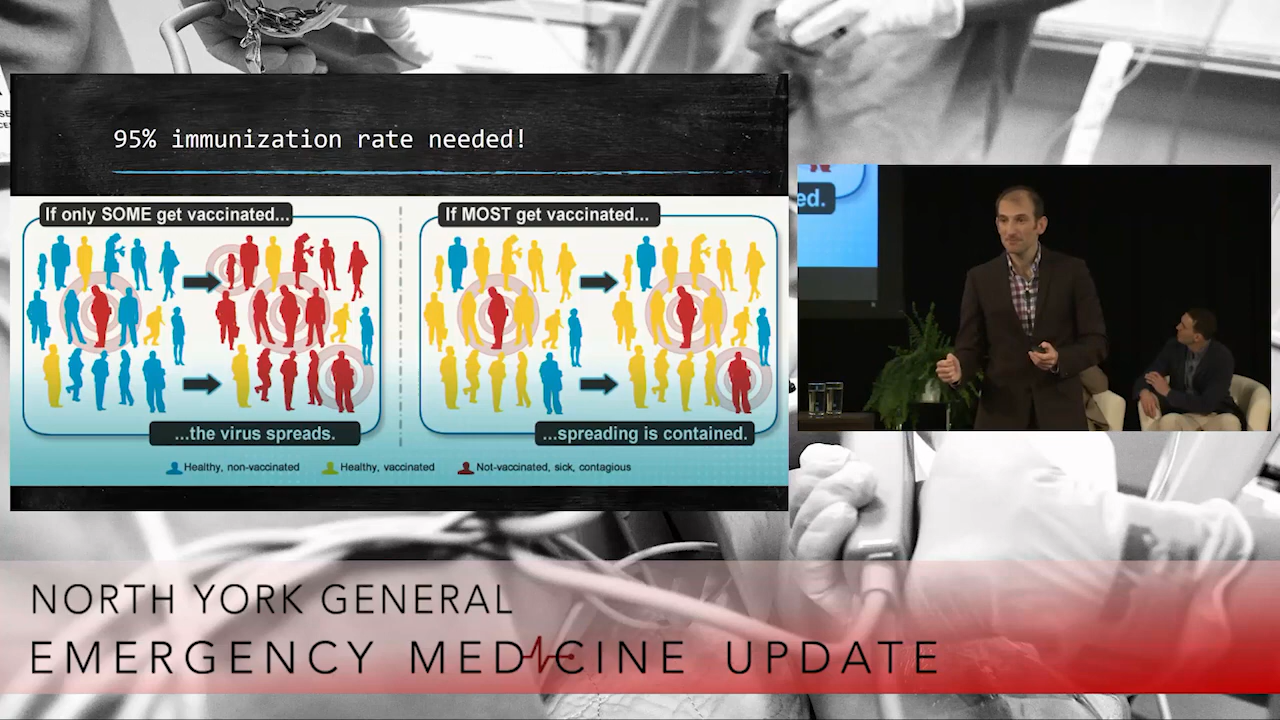 95% immunization rate needed!
If only SOME get vaccinated...
If MOST get vaccinated...
...the virus spreads.
...spreading is contained.
Healthy, non-vaccinated
Healthy, vaccinated
Not-vaccinated, sick, contagious
ed.
NORTH YORK GENERAL
EMERGENCY MEDICINE UPDATE